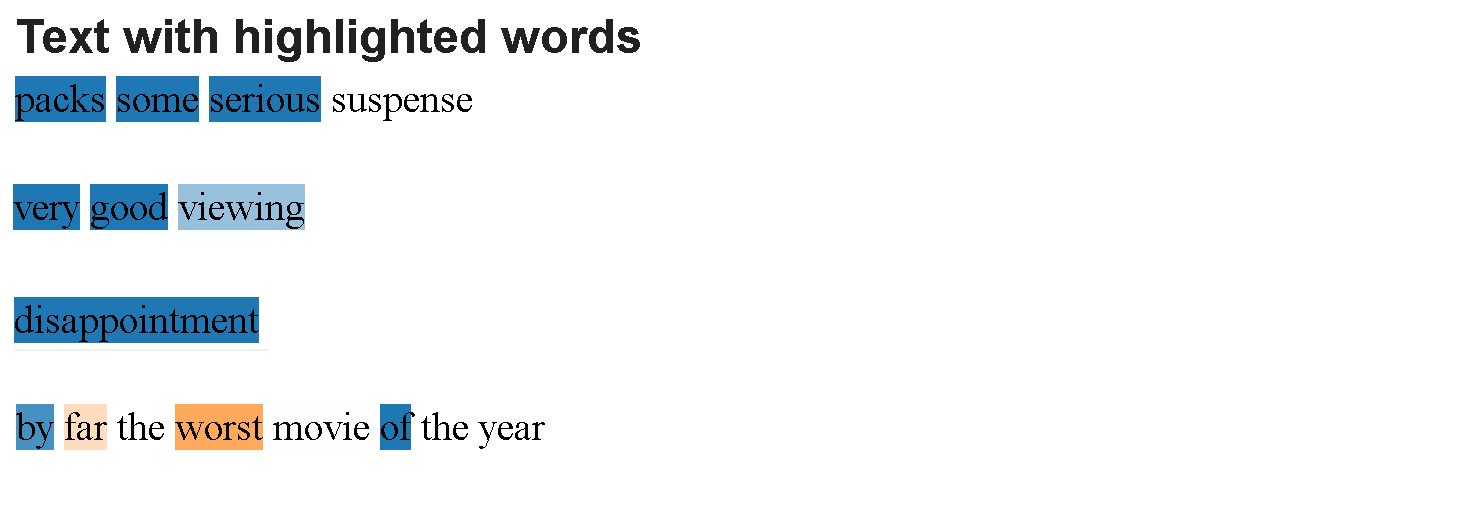 Text with highlighted words
packs some serious suspense
very good viewing
disappointment
by far the worst movie of the year